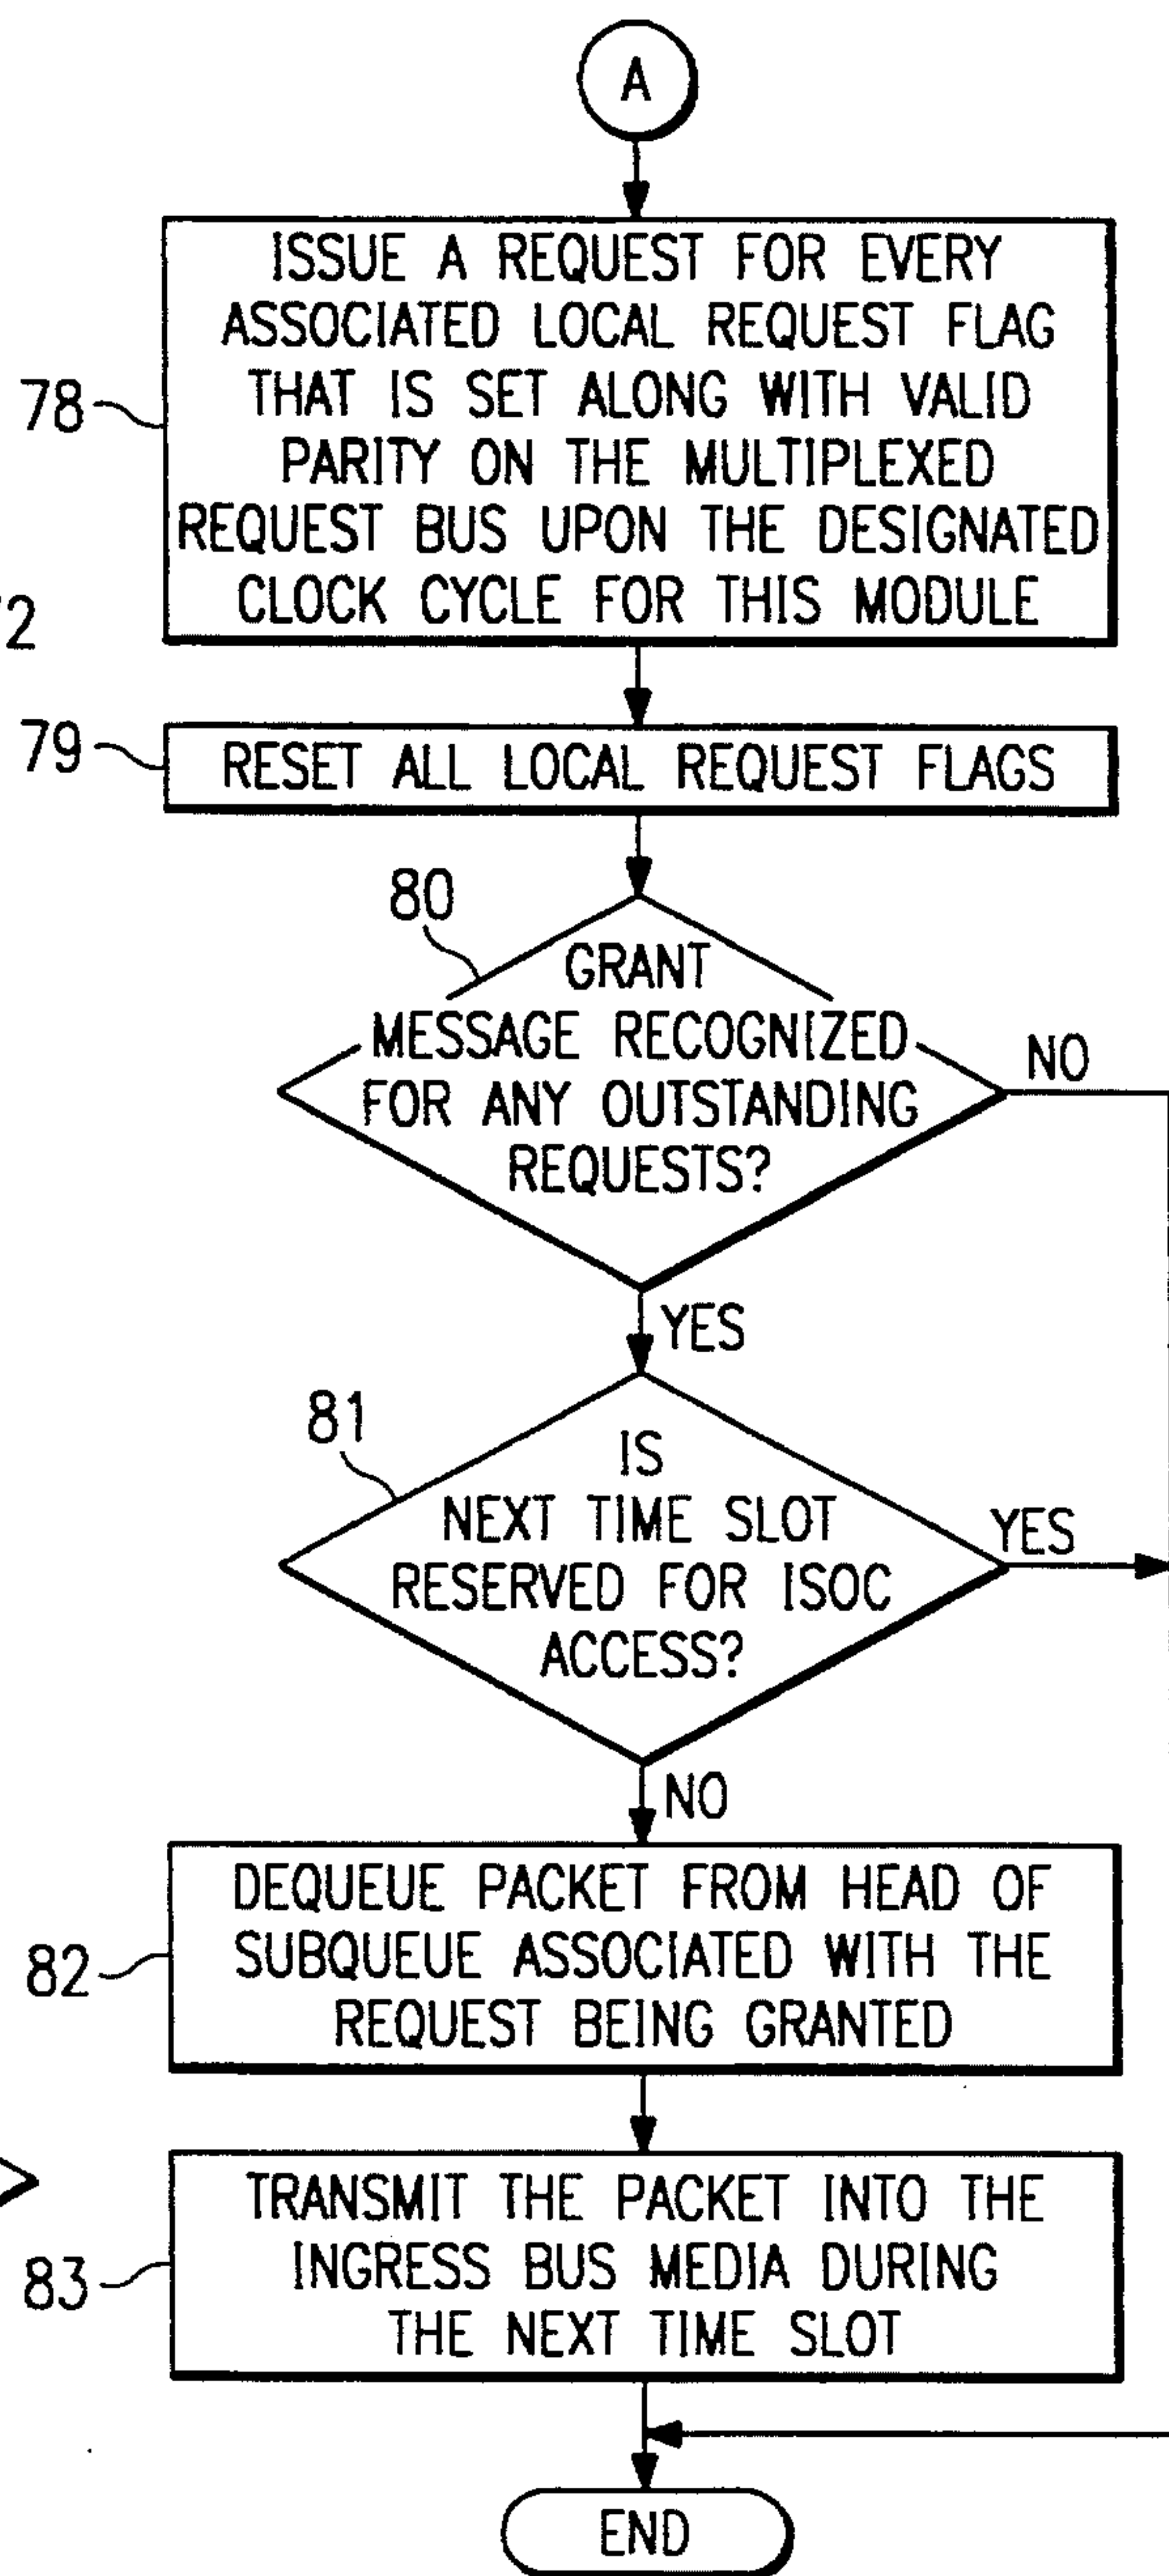 A
ISSUE A REQUEST FOR EVERY
ASSOCIATED LOCAL REQUEST FLAG
THAT IS SET ALONG WITH VALID
PARITY ON THE MULTIPLEXED
REQUEST BUS UPON THE DESIGNATED
CLOCK CYCLE FOR THIS MODULE
78
2
79
RESET ALL LOCAL REQUEST FLAGS
80
GRANT
MESSAGE RECOGNIZED
FOR ANY OUTSTANDING
REQUESTS?
NO
YES
81
IS
NEXT TIME SLOT
RESERVED FOR ISOC
ACCESS?
YES
NO
82
DEQUEUE PACKET FROM HEAD OF
SUBQUEUE ASSOCIATED WITH THE
REQUEST BEING GRANTED
83
TRANSMIT THE PACKET INTO THE
INGRESS BUS MEDIA DURING
THE NEXT TIME SLOT
END